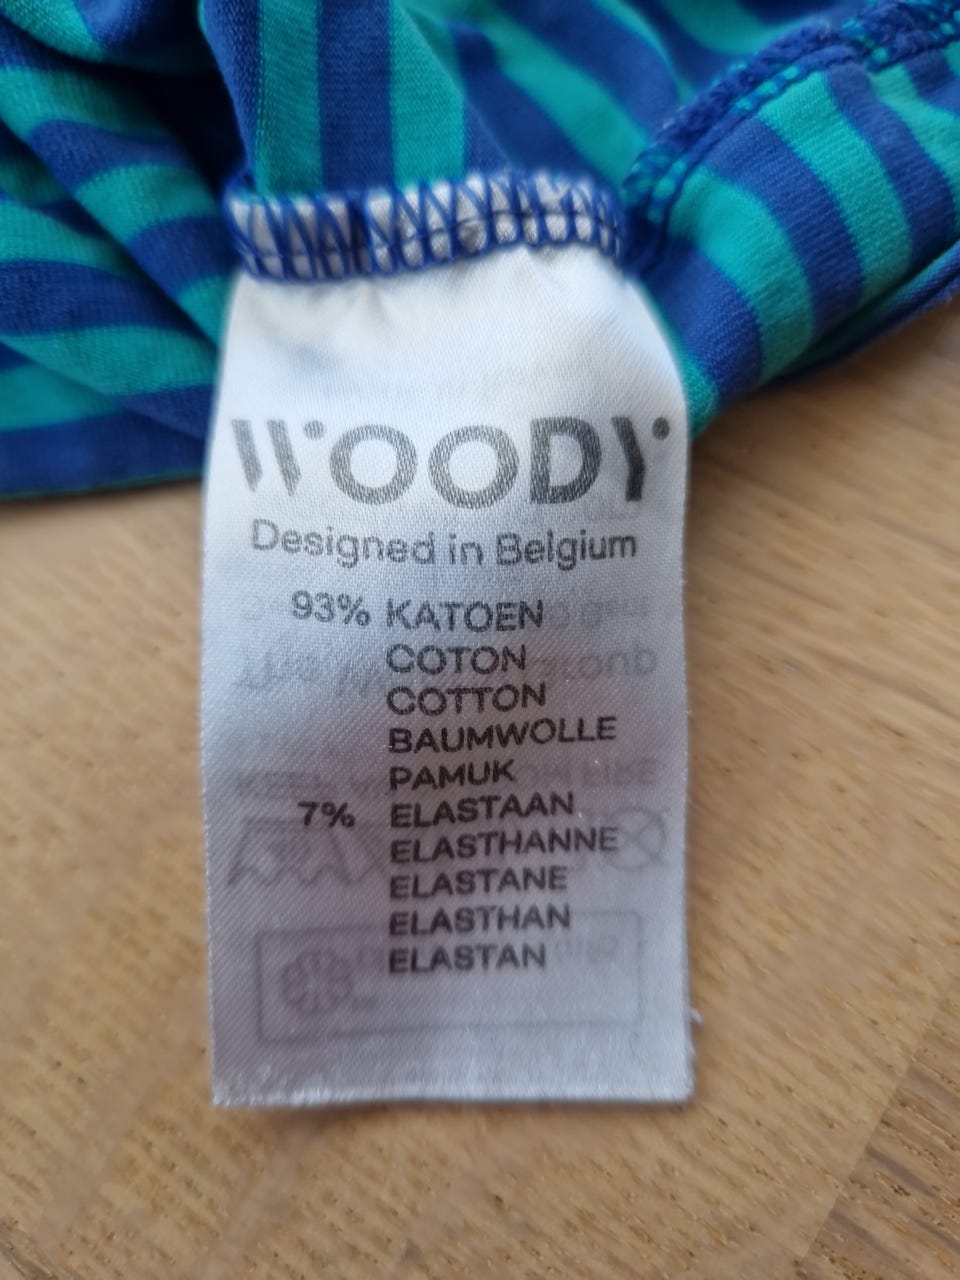 WOODY
Designed in Belgium
93% KATOEN
COTON
COTTON
BAUMWOLLE
PAMUK
7% ELASTAAN
ELASTHANNE
ELASTANE
ELASTHAN
ELASTAN